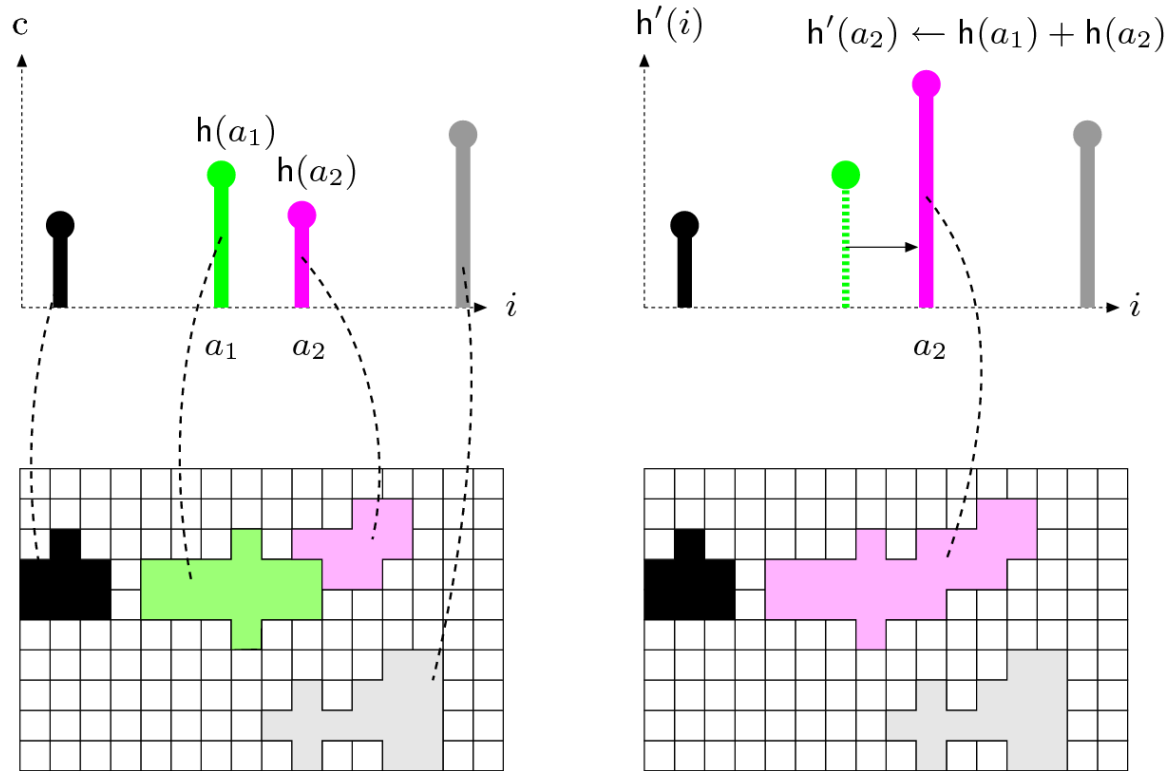 c
h(a₁)
h(a₂)
i
a₁
a₂
h′(i)
h′(a₂) ← h(a₁) + h(a₂)
i
a₂